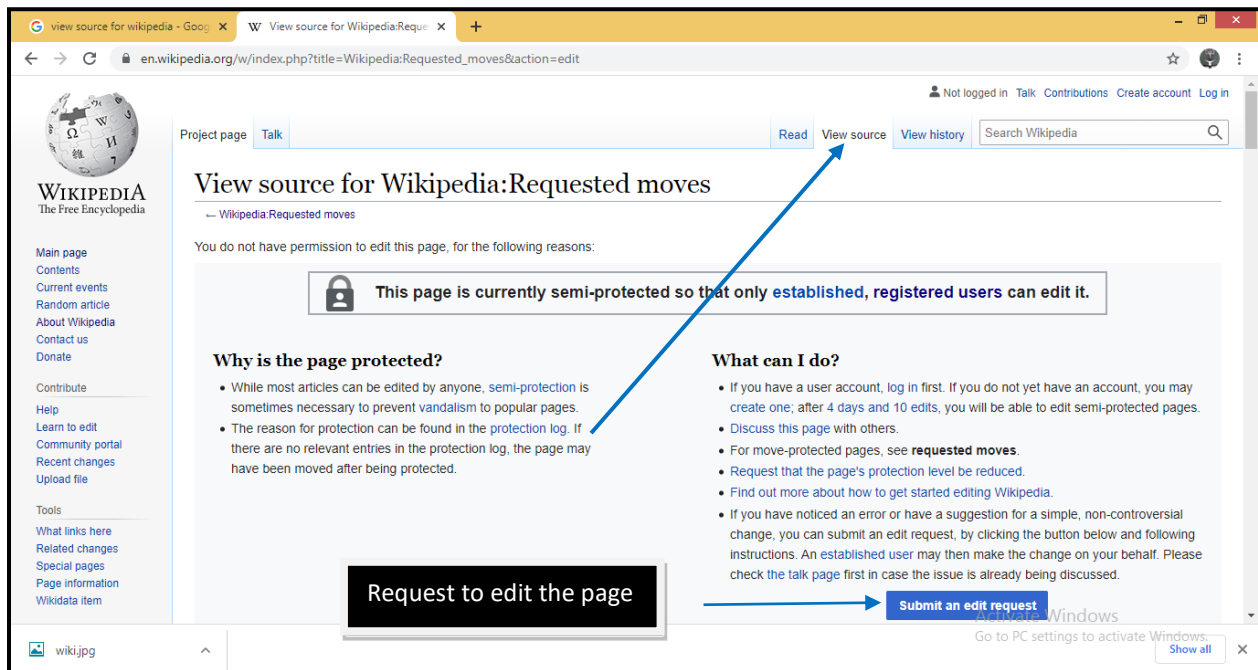 view source for wikipedia - Goog
View source for Wikipedia:Reque
en.wikipedia.org/w/index.php?title=Wikipedia:Requested_moves&action=edit
Not logged in Talk Contributions Create account Log in
Project page Talk Read View source View history Search Wikipedia
WIKIPEDIA
The Free Encyclopedia
Main page
Contents
Current events
Random article
About Wikipedia
Contact us
Donate
Contribute
Help
Learn to edit
Community portal
Recent changes
Upload file
Tools
What links here
Related changes
Special pages
Page information
Wikidata item
View source for Wikipedia:Requested moves
← Wikipedia:Requested moves
You do not have permission to edit this page, for the following reasons:
This page is currently semi-protected so that only established, registered users can edit it.
Why is the page protected?
• While most articles can be edited by anyone, semi-protection is
sometimes necessary to prevent vandalism to popular pages.
• The reason for protection can be found in the protection log. If
there are no relevant entries in the protection log, the page may
have been moved after being protected.
What can I do?
• If you have a user account, log in first. If you do not yet have an account, you may
create one; after 4 days and 10 edits, you will be able to edit semi-protected pages.
• Discuss this page with others.
• For move-protected pages, see requested moves.
• Request that the page's protection level be reduced.
• Find out more about how to get started editing Wikipedia.
• If you have noticed an error or have a suggestion for a simple, non-controversial
change, you can submit an edit request, by clicking the button below and following
instructions. An established user may then make the change on your behalf. Please
check the talk page first in case the issue is already being discussed.
Request to edit the page
Submit an edit request
Activate Windows
Go to PC settings to activate Windows.
wiki.jpg
Show all